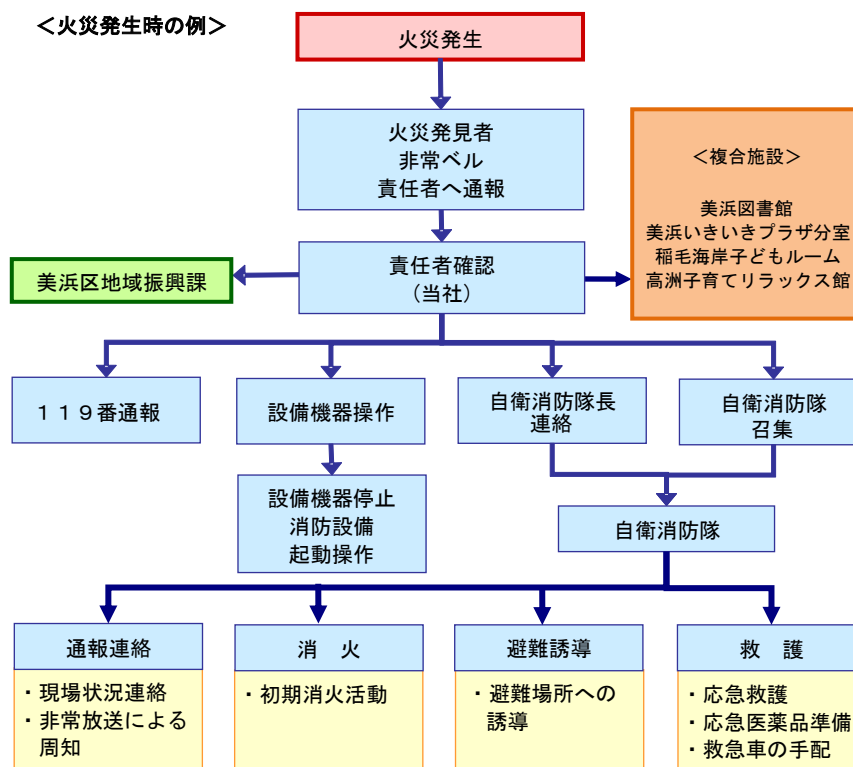 ＜火災発生時の例＞
火災発生
火災発見者
非常ベル
責任者へ通報
＜複合施設＞
美浜図書館
美浜いきいきプラザ分室
稲毛海岸子どもルーム
高洲子育てリラックス館
美浜区地域振興課
責任者確認
（当社）
１１９番通報
設備機器操作
自衛消防隊長
連絡
自衛消防隊
召集
設備機器停止
消防設備
起動操作
自衛消防隊
通報連絡
・現場状況連絡
・非常放送による
周知
消　火
・初期消火活動
避難誘導
・避難場所への
誘導
救　護
・応急救護
・応急医薬品準備
・救急車の手配